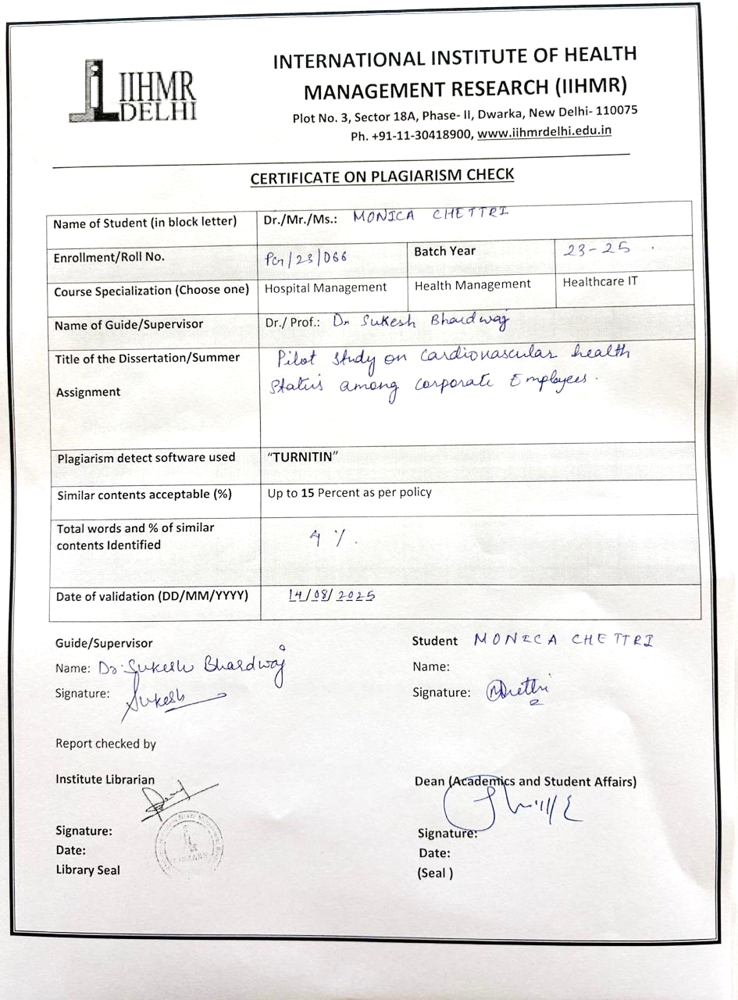 IIHMR
DELHI
INTERNATIONAL INSTITUTE OF HEALTH
MANAGEMENT RESEARCH (IIHMR)
Plot No. 3, Sector 18A, Phase- II, Dwarka, New Delhi- 110075
Ph. +91-11-30418900, www.iihmrdelhi.edu.in
CERTIFICATE ON PLAGIARISM CHECK
Name of Student (in block letter) Dr./Mr./Ms.: MONICA CHETTRI
Enrollment/Roll No. PG/23/066 Batch Year 23-25
Course Specialization (Choose one) Hospital Management Health Management Healthcare IT
Name of Guide/Supervisor Dr./ Prof.: Dr Sukesh Bhardwaj
Title of the Dissertation/Summer Pilot study on cardiovascular health
Assignment status among corporate Employees.
Plagiarism detect software used “TURNITIN”
Similar contents acceptable (%) Up to 15 Percent as per policy
Total words and % of similar
contents Identified 4 %.
Date of validation (DD/MM/YYYY) 14/08/2025
Guide/Supervisor
Name: Dr. Sukesh Bhardwaj
Signature: Sukesh
Student MONICA CHETTRI
Name:
Signature: MChettri
Report checked by
Institute Librarian
Signature:
Date:
Library Seal
Dean (Academics and Student Affairs)
Signature:
Date:
(Seal )